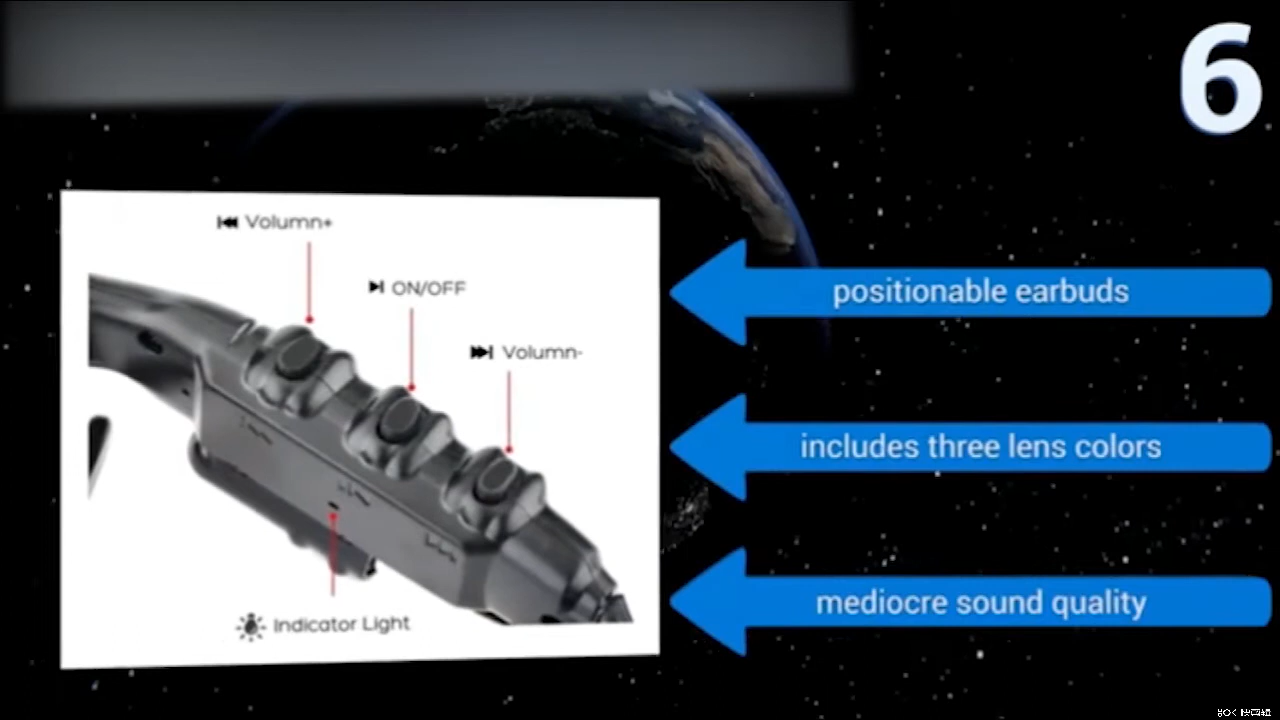 6
Volumn+
ON/OFF
Volumn-
Indicator Light
positionable earbuds
includes three lens colors
mediocre sound quality